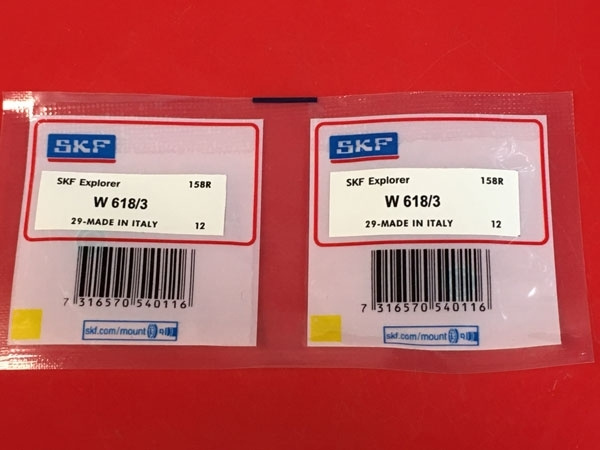 SKF
SKF Explorer 158R
W 618/3
29-MADE IN ITALY 12
7 316570 540116
skf.com/mount
SKF
SKF Explorer 158R
W 618/3
29-MADE IN ITALY 12
7 316570 540116
skf.com/mount